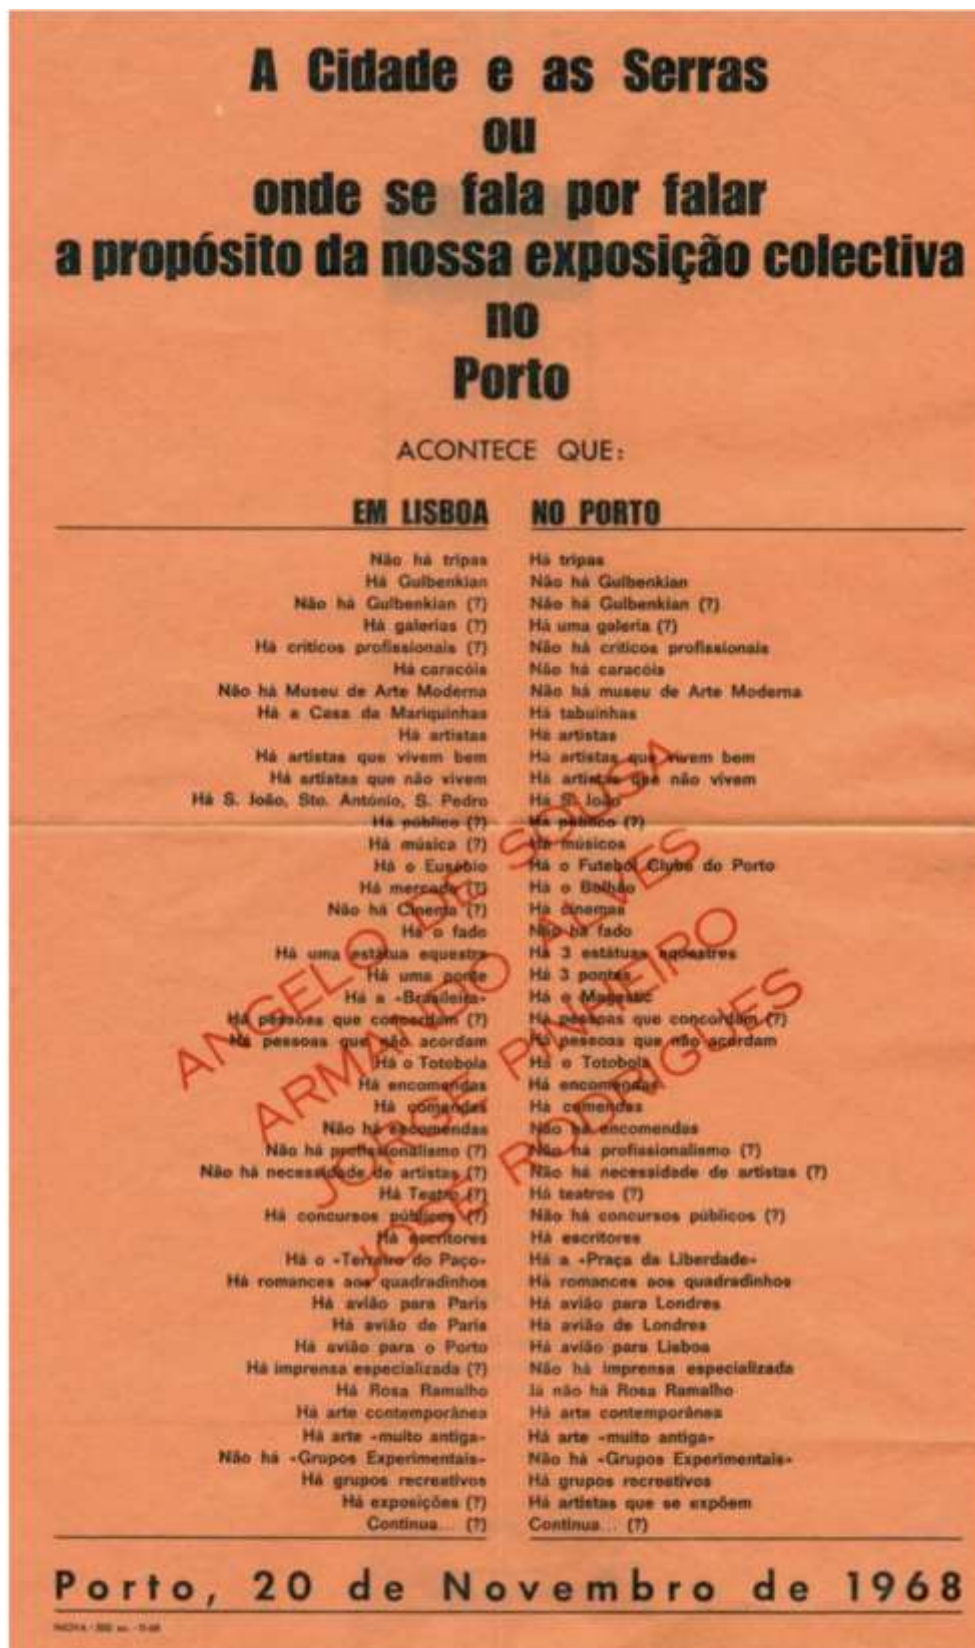 A Cidade e as Serras
ou
onde se fala por falar
a propósito da nossa exposição colectiva
no
Porto
ACONTECE QUE:
EM LISBOA NO PORTO
Não há tripas Há tripas
Há Gulbenkian Não há Gulbenkian
Não há Gulbenkian (?) Não há Gulbenkian (?)
Há galerias (?) Há uma galeria (?)
Há críticos profissionais (?) Não há críticos profissionais
Há caracóis Não há caracóis
Não há Museu de Arte Moderna Não há museu de Arte Moderna
Há a Casa da Mariquinhas Há tabuinhas
Há artistas Há artistas
Há artistas que vivem bem Há artistas que vivem bem
Há artistas que não vivem Há artistas que não vivem
Há S. João, Sto. António, S. Pedro Há S. João
Há público (?) Há público (?)
Há música (?) Há músicos
Há o Eusébio Há o Futebol Clube do Porto
Há mercado (?) Há o Bolhão
Não há Cinema (?) Há cinemas
Há o fado Não há fado
Há uma estátua equestre Há 3 estátuas equestres
Há uma ponte Há 3 pontes
Há a «Brasileira» Há o Magestic
Há pessoas que concordam (?) Há pessoas que concordam (?)
Há pessoas que não acordam Há pessoas que não acordam
Há o Totobola Há o Totobola
Há encomendas Há encomendas
Há comendas Há comendas
Não há encomendas Não há encomendas
Não há profissionalismo (?) Não há profissionalismo (?)
Não há necessidade de artistas (?) Não há necessidade de artistas (?)
Há Teatro (?) Há teatros (?)
Há concursos públicos (?) Não há concursos públicos (?)
Há escritores Há escritores
Há o «Terreiro do Paço» Há a «Praça da Liberdade»
Há romances aos quadradinhos Há romances aos quadradinhos
Há avião para Paris Há avião para Londres
Há avião de Paris Há avião de Londres
Há avião para o Porto Há avião para Lisboa
Há imprensa especializada (?) Não há imprensa especializada
Há Rosa Ramalho Já não há Rosa Ramalho
Há arte contemporânea Há arte contemporânea
Há arte «muito antiga» Há arte «muito antiga»
Não há «Grupos Experimentais» Não há «Grupos Experimentais»
Há grupos recreativos Há grupos recreativos
Há exposições (?) Há artistas que se expõem
Continua... (?) Continua... (?)
ANGELO DE SOUSA
ARMANDO ALVES
JORGE PINHEIRO
JOSÉ RODRIGUES
Porto, 20 de Novembro de 1968